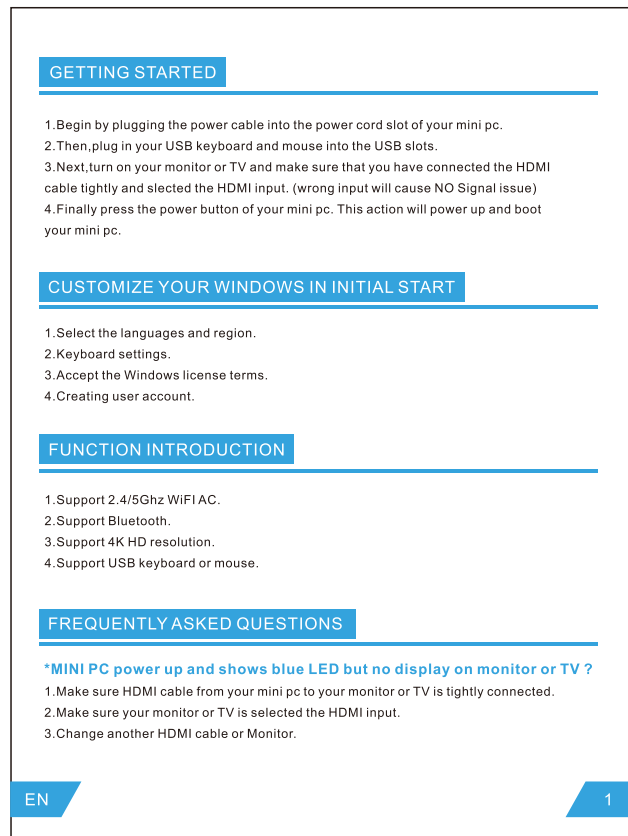 GETTING STARTED
1.Begin by plugging the power cable into the power cord slot of your mini pc.
2.Then,plug in your USB keyboard and mouse into the USB slots.
3.Next,turn on your monitor or TV and make sure that you have connected the HDMI
cable tightly and slected the HDMI input. (wrong input will cause NO Signal issue)
4.Finally press the power button of your mini pc. This action will power up and boot
your mini pc.
CUSTOMIZE YOUR WINDOWS IN INITIAL START
1.Select the languages and region.
2.Keyboard settings.
3.Accept the Windows license terms.
4.Creating user account.
FUNCTION INTRODUCTION
1.Support 2.4/5Ghz WiFI AC.
2.Support Bluetooth.
3.Support 4K HD resolution.
4.Support USB keyboard or mouse.
FREQUENTLY ASKED QUESTIONS
*MINI PC power up and shows blue LED but no display on monitor or TV ?
1.Make sure HDMI cable from your mini pc to your monitor or TV is tightly connected.
2.Make sure your monitor or TV is selected the HDMI input.
3.Change another HDMI cable or Monitor.
EN
1